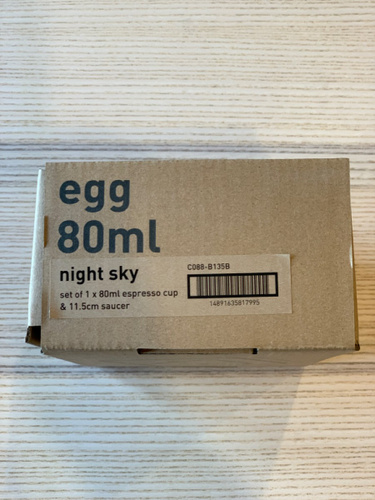 egg
80ml
night sky
set of 1 x 80ml espresso cup
& 11.5cm saucer
C088-B135B
14891635817995